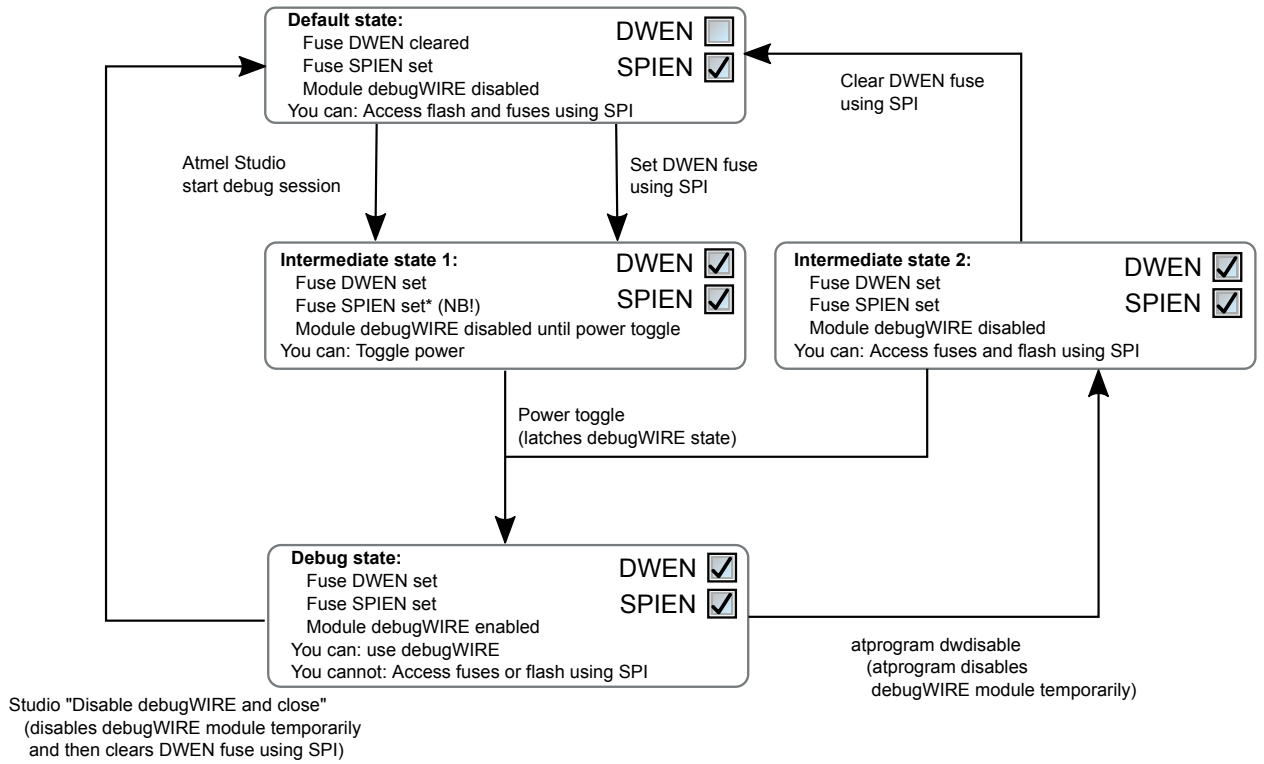 Default state:
Fuse DWEN cleared
Fuse SPIEN set
Module debugWIRE disabled
You can: Access flash and fuses using SPI
DWEN
SPIEN
Clear DWEN fuse
using SPI
Atmel Studio
start debug session
Set DWEN fuse
using SPI
Intermediate state 1:
Fuse DWEN set
Fuse SPIEN set* (NB!)
Module debugWIRE disabled until power toggle
You can: Toggle power
DWEN
SPIEN
Intermediate state 2:
Fuse DWEN set
Fuse SPIEN set
Module debugWIRE disabled
You can: Access fuses and flash using SPI
DWEN
SPIEN
Power toggle
(latches debugWIRE state)
Debug state:
Fuse DWEN set
Fuse SPIEN set
Module debugWIRE enabled
You can: use debugWIRE
You cannot: Access fuses or flash using SPI
DWEN
SPIEN
atprogram dwdisable
(atprogram disables
debugWIRE module temporarily)
Studio "Disable debugWIRE and close"
(disables debugWIRE module temporarily
and then clears DWEN fuse using SPI)